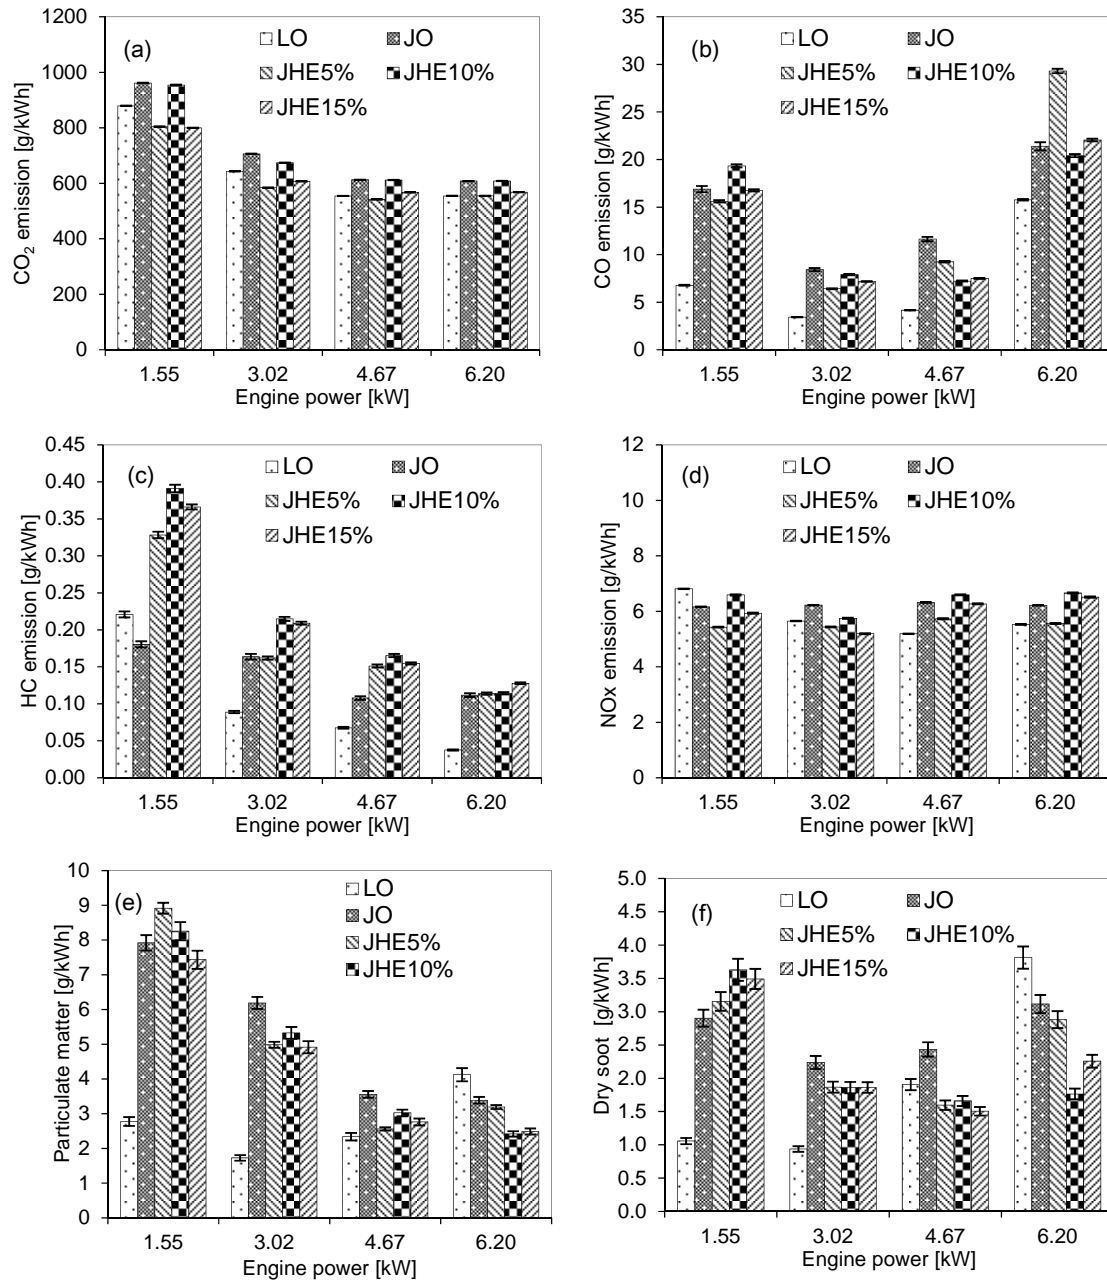 (a)
LO JO
JHE5% JHE10%
JHE15%
CO2 emission [g/kWh]
1200
1000
800
600
400
200
0
1.55 3.02 4.67 6.20
Engine power [kW]
(b)
LO JO
JHE5% JHE10%
JHE15%
CO emission [g/kWh]
35
30
25
20
15
10
5
0
1.55 3.02 4.67 6.20
Engine power [kW]
(c)
LO JO
JHE5% JHE10%
JHE15%
HC emission [g/kWh]
0.45
0.40
0.35
0.30
0.25
0.20
0.15
0.10
0.05
0.00
1.55 3.02 4.67 6.20
Engine power [kW]
(d)
LO JO
JHE5% JHE10%
JHE15%
NOx emission [g/kWh]
12
10
8
6
4
2
0
1.55 3.02 4.67 6.20
Engine power [kW]
(e)
LO
JO
JHE5%
JHE10%
Particulate matter [g/kWh]
10
9
8
7
6
5
4
3
2
1
0
1.55 3.02 4.67 6.20
Engine power [kW]
(f)
LO JO
JHE5% JHE10%
JHE15%
Dry soot [g/kWh]
5.0
4.5
4.0
3.5
3.0
2.5
2.0
1.5
1.0
0.5
0.0
1.55 3.02 4.67 6.20
Engine power [kW]